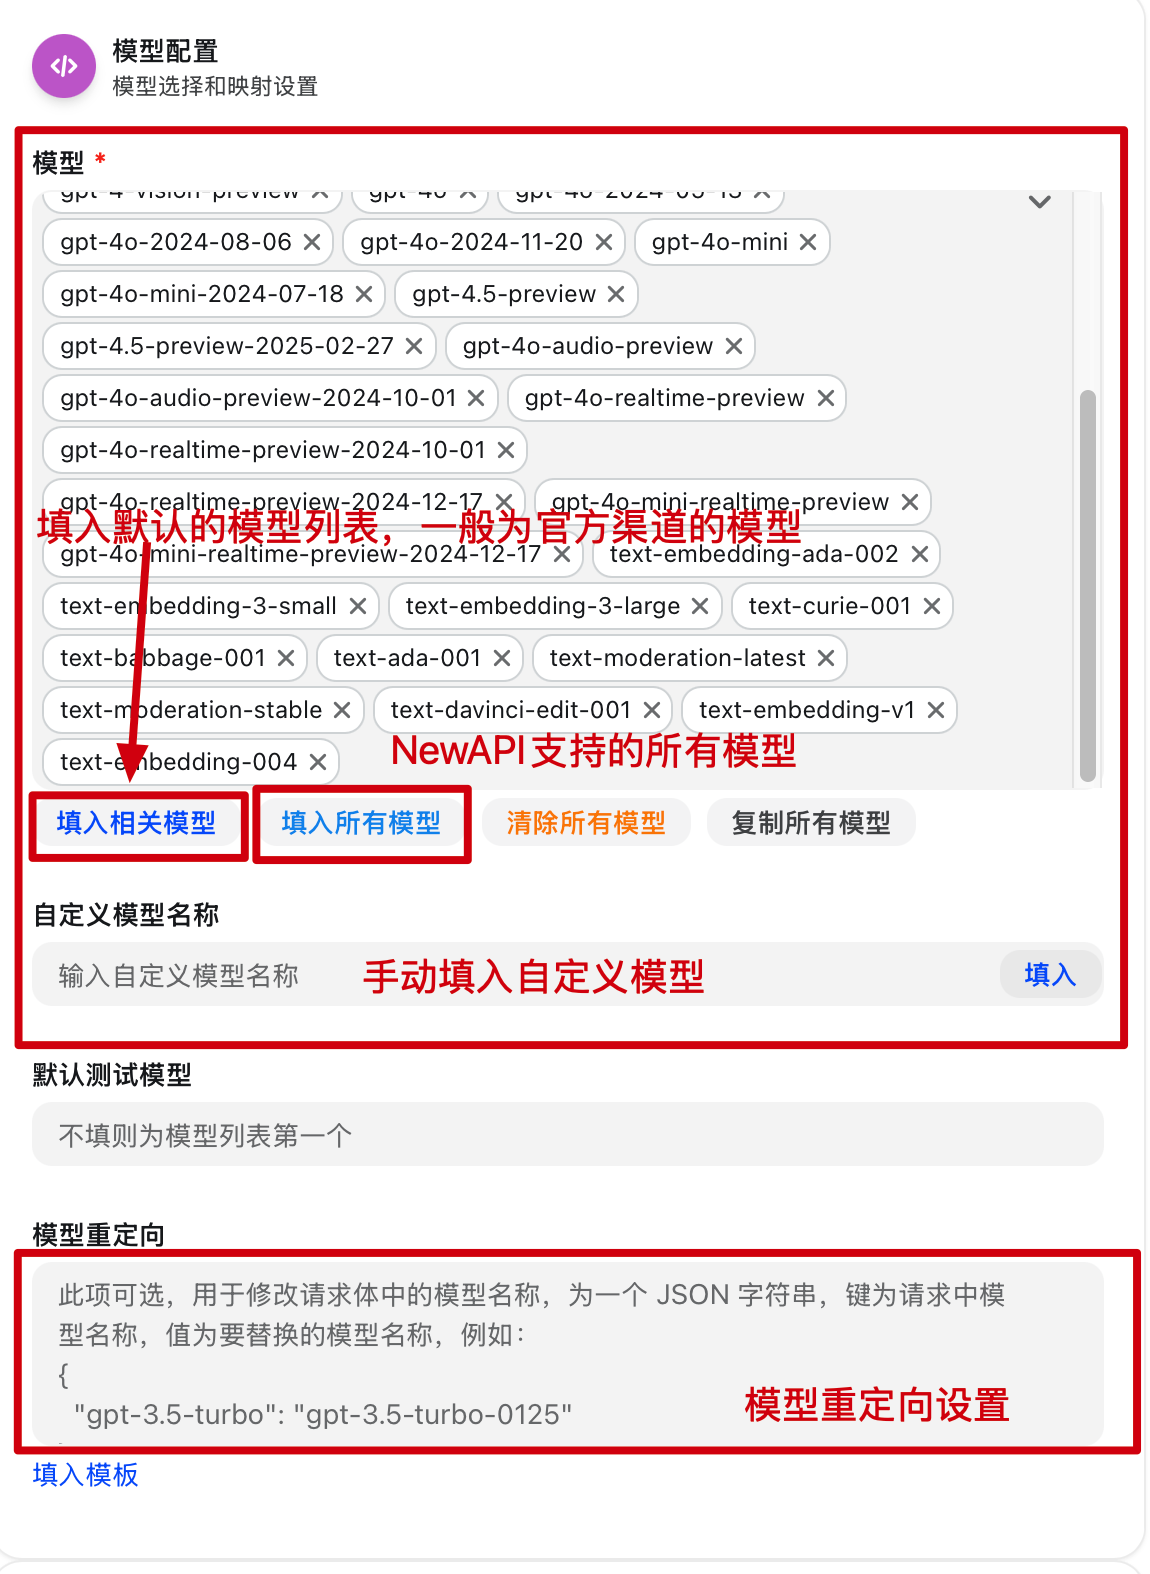 模型配置
模型选择和映射设置
模型 *
gpt-4-vision-preview × gpt-4o × gpt-4o-2024-05-13 ×
gpt-4o-2024-08-06 × gpt-4o-2024-11-20 × gpt-4o-mini ×
gpt-4o-mini-2024-07-18 × gpt-4.5-preview ×
gpt-4.5-preview-2025-02-27 × gpt-4o-audio-preview ×
gpt-4o-audio-preview-2024-10-01 × gpt-4o-realtime-preview ×
gpt-4o-realtime-preview-2024-10-01 ×
gpt-4o-realtime-preview-2024-12-17 × gpt-4o-mini-realtime-preview ×
填入默认的模型列表，一般为官方渠道的模型
gpt-4o-mini-realtime-preview-2024-12-17 × text-embedding-ada-002 ×
text-embedding-3-small × text-embedding-3-large × text-curie-001 ×
text-babbage-001 × text-ada-001 × text-moderation-latest ×
text-moderation-stable × text-davinci-edit-001 × text-embedding-v1 ×
NewAPI支持的所有模型
text-embedding-004 ×
填入相关模型 填入所有模型 清除所有模型 复制所有模型
自定义模型名称
输入自定义模型名称 手动填入自定义模型 填入
默认测试模型
不填则为模型列表第一个
模型重定向
此项可选，用于修改请求体中的模型名称，为一个 JSON 字符串，键为请求中模
型名称，值为要替换的模型名称，例如：
{
"gpt-3.5-turbo": "gpt-3.5-turbo-0125"
模型重定向设置
填入模板